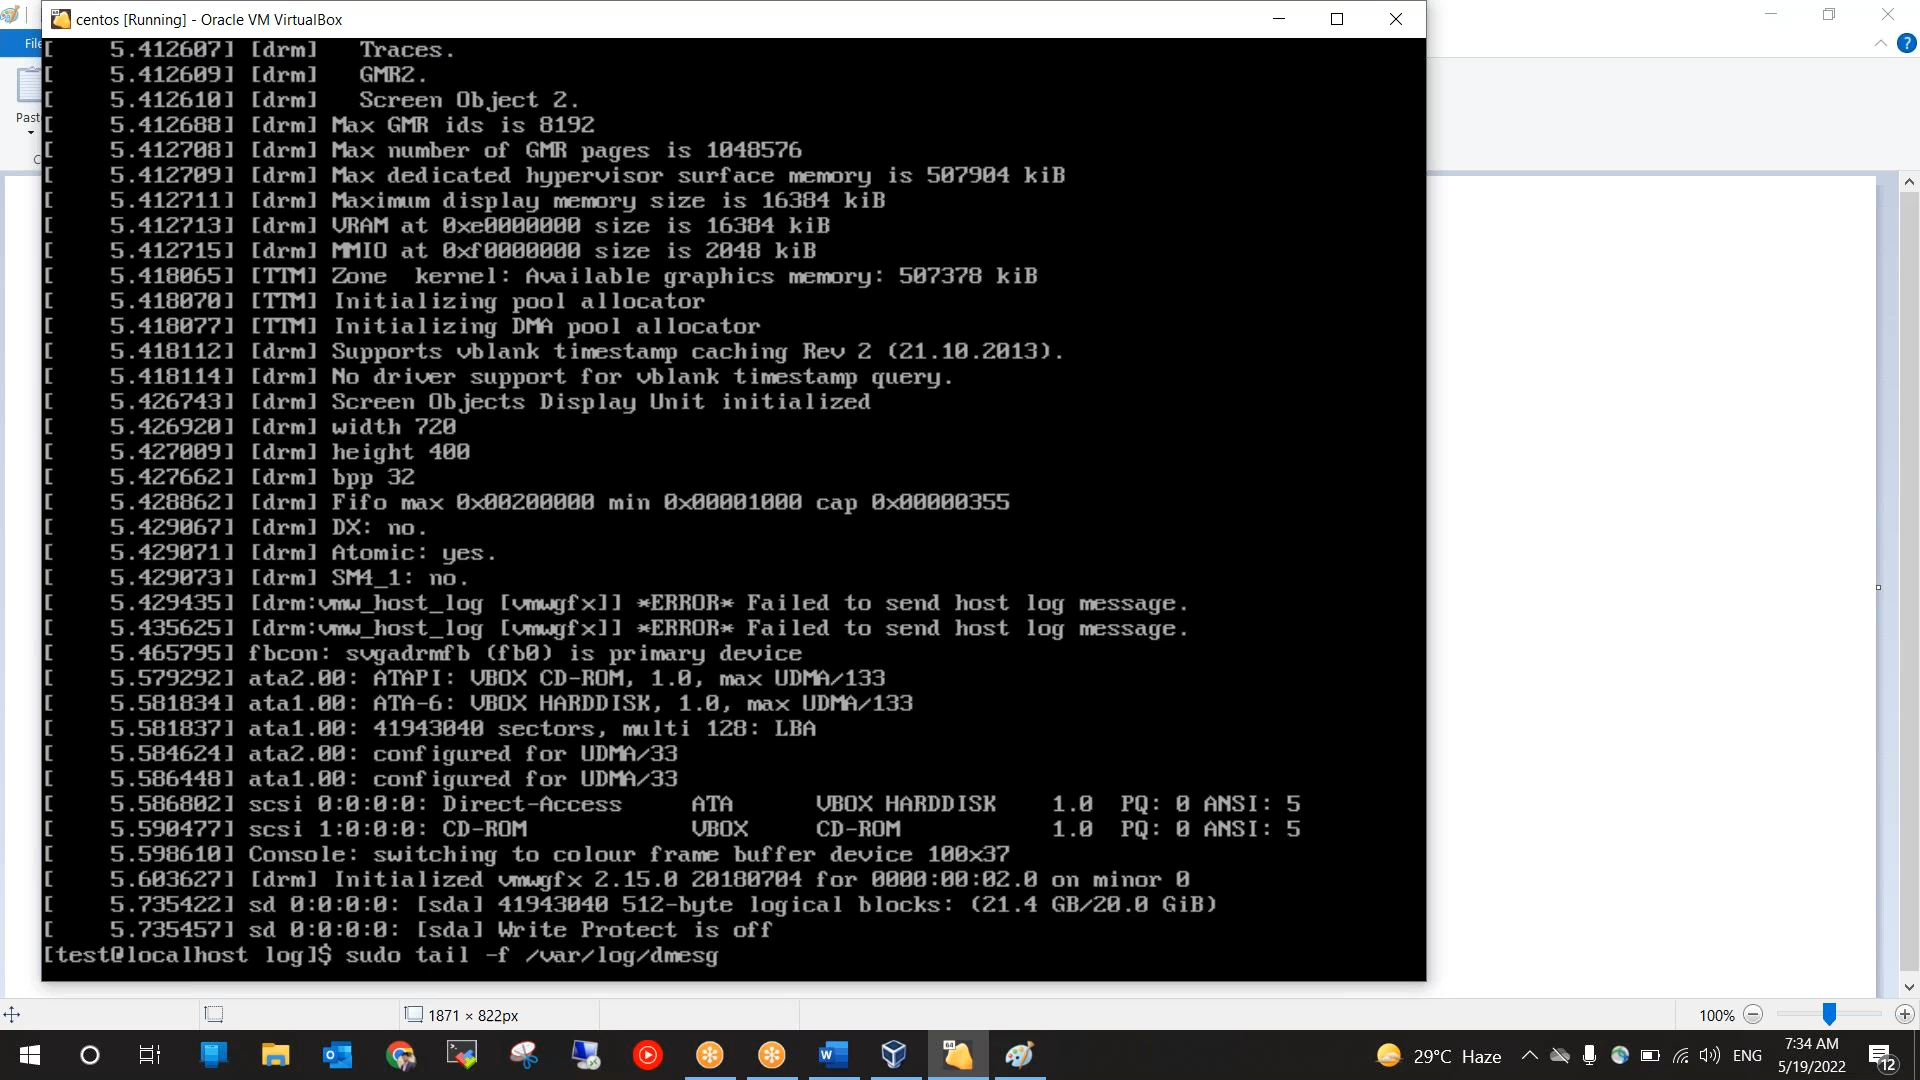 centos [Running] - Oracle VM VirtualBox
File
Past
[    5.412607] [drm]   Traces.
[    5.412609] [drm]   GMR2.
[    5.412610] [drm]   Screen Object 2.
[    5.412688] [drm] Max GMR ids is 8192
[    5.412708] [drm] Max number of GMR pages is 1048576
[    5.412709] [drm] Max dedicated hypervisor surface memory is 507904 kiB
[    5.412711] [drm] Maximum display memory size is 16384 kiB
[    5.412713] [drm] VRAM at 0xe0000000 size is 16384 kiB
[    5.412715] [drm] MMIO at 0xf0000000 size is 2048 kiB
[    5.418065] [TTM] Zone  kernel: Available graphics memory: 507378 kiB
[    5.418070] [TTM] Initializing pool allocator
[    5.418077] [TTM] Initializing DMA pool allocator
[    5.418112] [drm] Supports vblank timestamp caching Rev 2 (21.10.2013).
[    5.418114] [drm] No driver support for vblank timestamp query.
[    5.426743] [drm] Screen Objects Display Unit initialized
[    5.426920] [drm] width 720
[    5.427009] [drm] height 400
[    5.427662] [drm] bpp 32
[    5.428862] [drm] Fifo max 0x00200000 min 0x00001000 cap 0x00000355
[    5.429067] [drm] DX: no.
[    5.429071] [drm] Atomic: yes.
[    5.429073] [drm] SM4_1: no.
[    5.429435] [drm:vmw_host_log [vmwgfx]] *ERROR* Failed to send host log message.
[    5.435625] [drm:vmw_host_log [vmwgfx]] *ERROR* Failed to send host log message.
[    5.465795] fbcon: svgadrmfb (fb0) is primary device
[    5.579292] ata2.00: ATAPI: VBOX CD-ROM, 1.0, max UDMA/133
[    5.581834] ata1.00: ATA-6: VBOX HARDDISK, 1.0, max UDMA/133
[    5.581837] ata1.00: 41943040 sectors, multi 128: LBA
[    5.584624] ata2.00: configured for UDMA/33
[    5.586448] ata1.00: configured for UDMA/33
[    5.586802] scsi 0:0:0:0: Direct-Access     ATA      VBOX HARDDISK    1.0  PQ: 0 ANSI: 5
[    5.590477] scsi 1:0:0:0: CD-ROM            VBOX     CD-ROM           1.0  PQ: 0 ANSI: 5
[    5.598610] Console: switching to colour frame buffer device 100x37
[    5.603627] [drm] Initialized vmwgfx 2.15.0 20180704 for 0000:00:02.0 on minor 0
[    5.735422] sd 0:0:0:0: [sda] 41943040 512-byte logical blocks: (21.4 GB/20.0 GiB)
[    5.735457] sd 0:0:0:0: [sda] Write Protect is off
[test@localhost log]$ sudo tail -f /var/log/dmesg
1871 × 822px
100%
29°C Haze
ENG
7:34 AM
5/19/2022
12